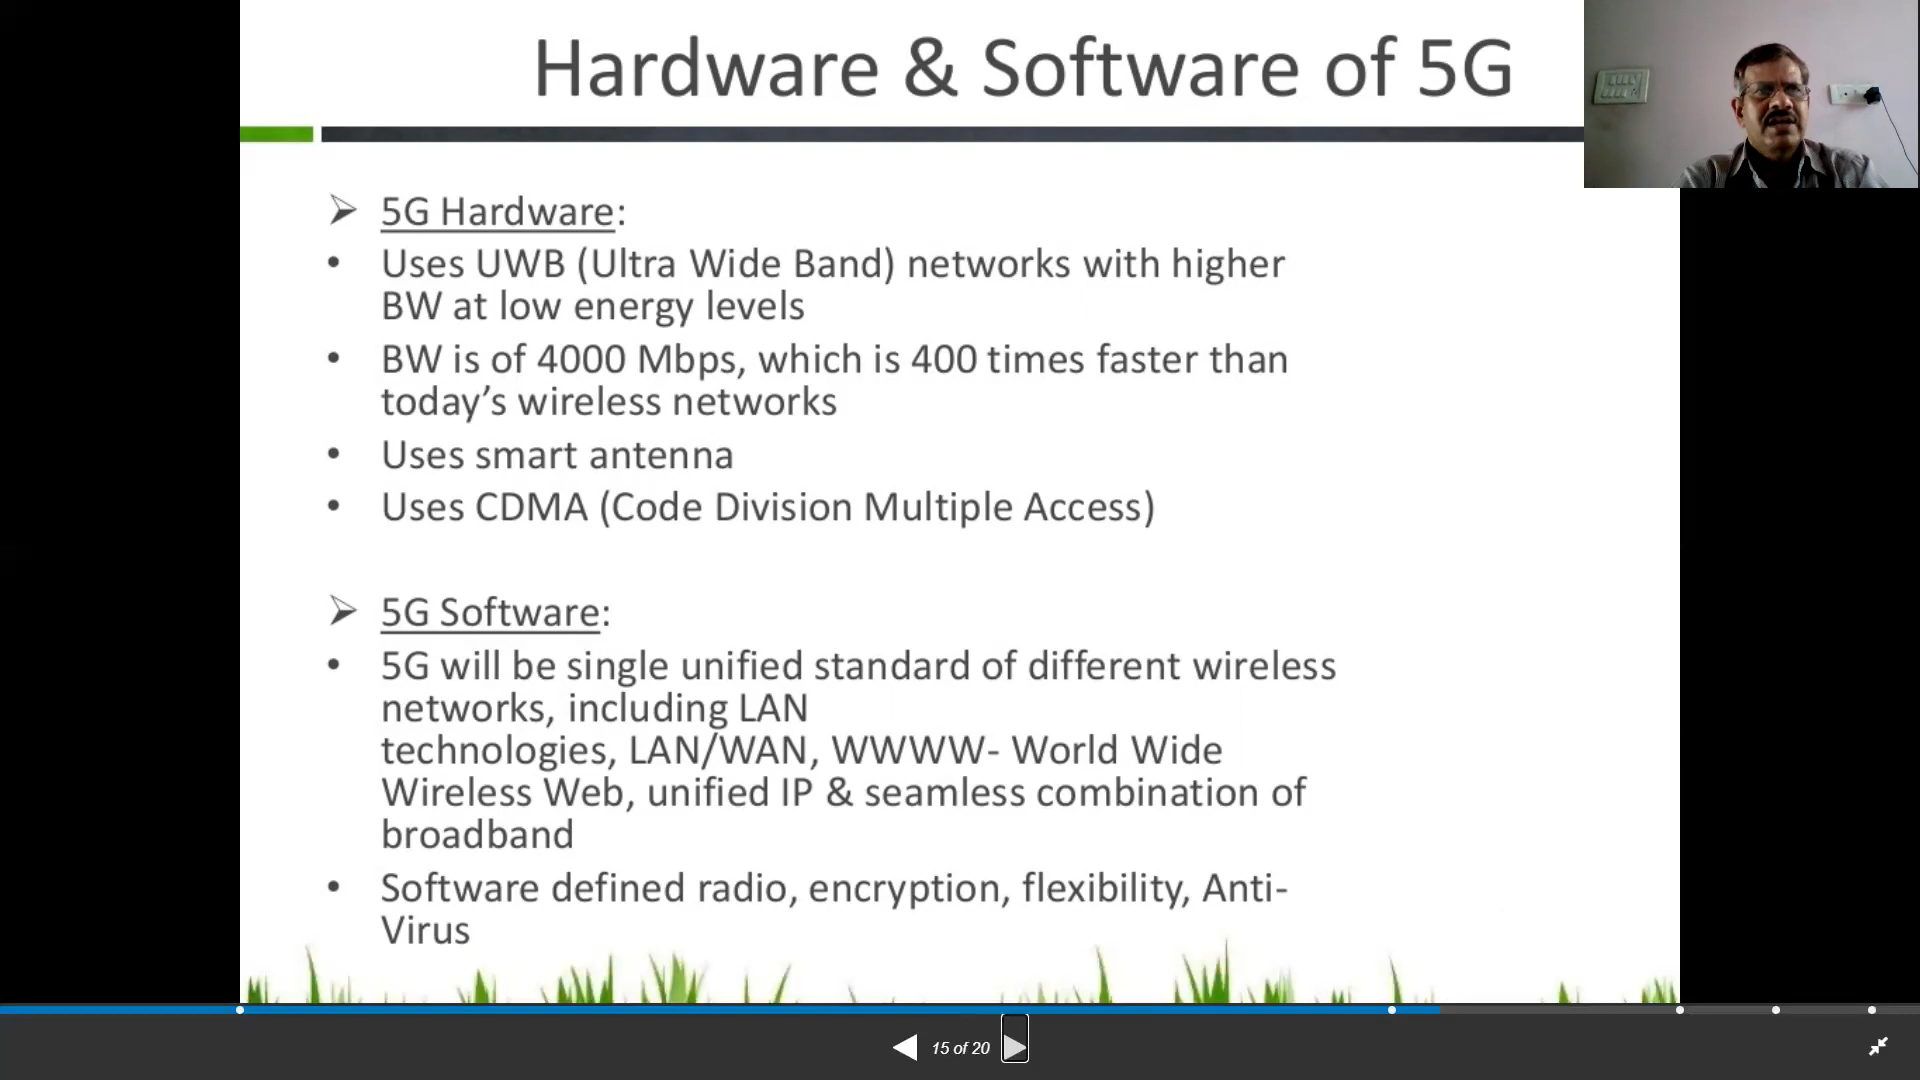 Hardware & Software of 5G
➢ 5G Hardware:
• Uses UWB (Ultra Wide Band) networks with higher
BW at low energy levels
• BW is of 4000 Mbps, which is 400 times faster than
today’s wireless networks
• Uses smart antenna
• Uses CDMA (Code Division Multiple Access)
➢ 5G Software:
• 5G will be single unified standard of different wireless
networks, including LAN
technologies, LAN/WAN, WWWW- World Wide
Wireless Web, unified IP & seamless combination of
broadband
• Software defined radio, encryption, flexibility, Anti-
Virus
15 of 20